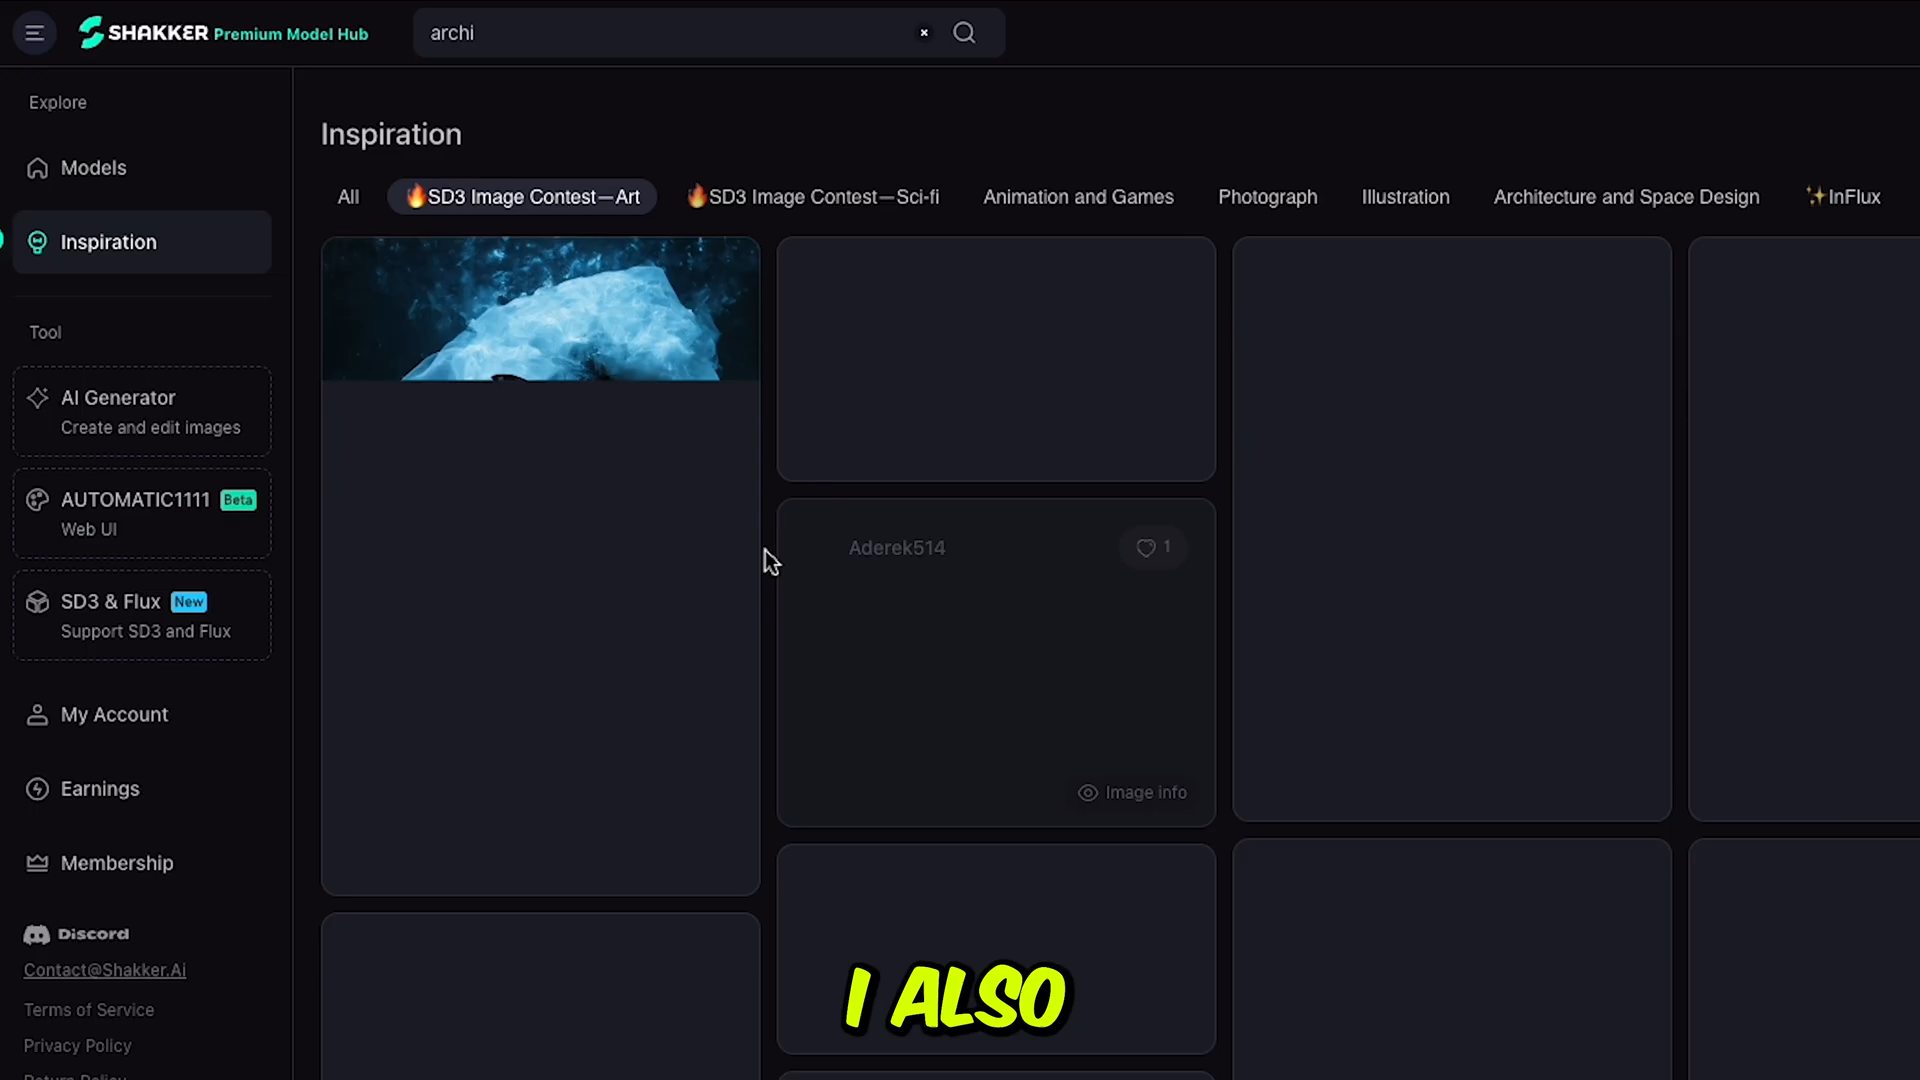 SHAKKER Premium Model Hub
archi
Explore
Models
Inspiration
Tool
AI Generator
Create and edit images
AUTOMATIC1111 Beta
Web UI
SD3 & Flux New
Support SD3 and Flux
My Account
Earnings
Membership
Discord
Contact@Shakker.Ai
Terms of Service
Privacy Policy
Return Policy
Inspiration
All
🔥SD3 Image Contest—Art
🔥SD3 Image Contest—Sci-fi
Animation and Games
Photograph
Illustration
Architecture and Space Design
✨InFlux
Aderek514
1
Image info
I ALSO